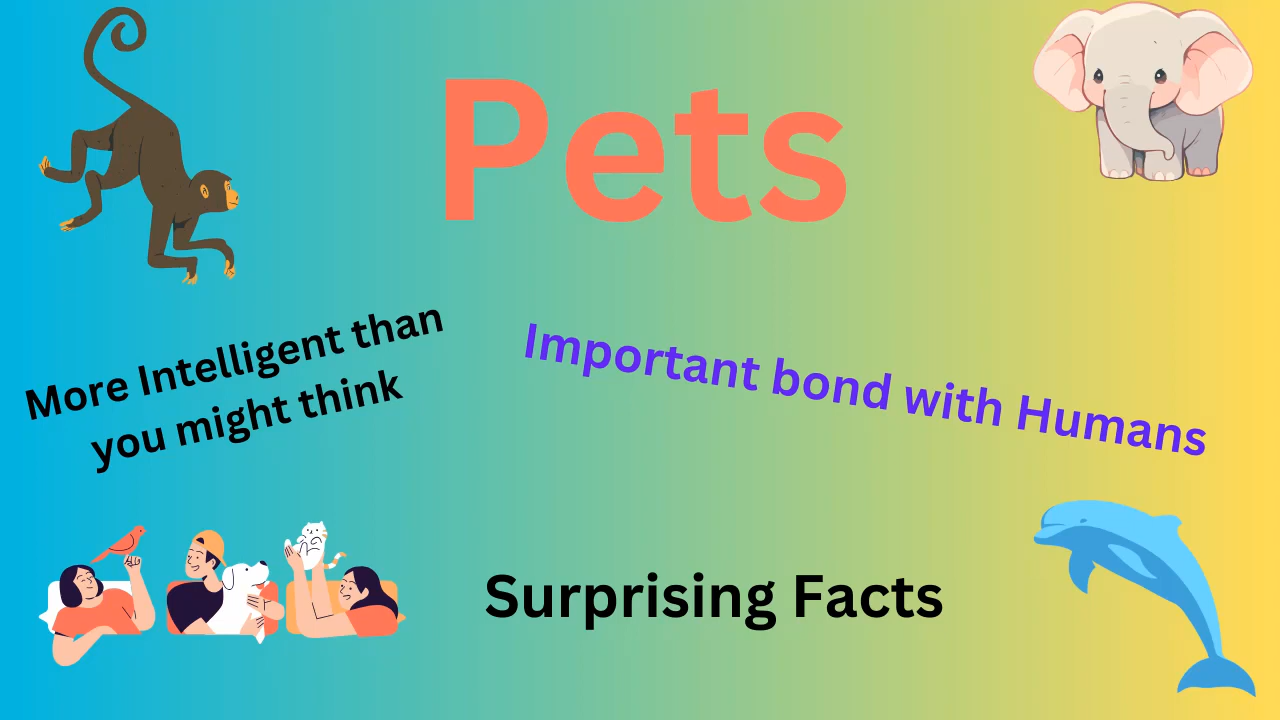 Pets
More Intelligent than
you might think
Important bond with Humans
Surprising Facts